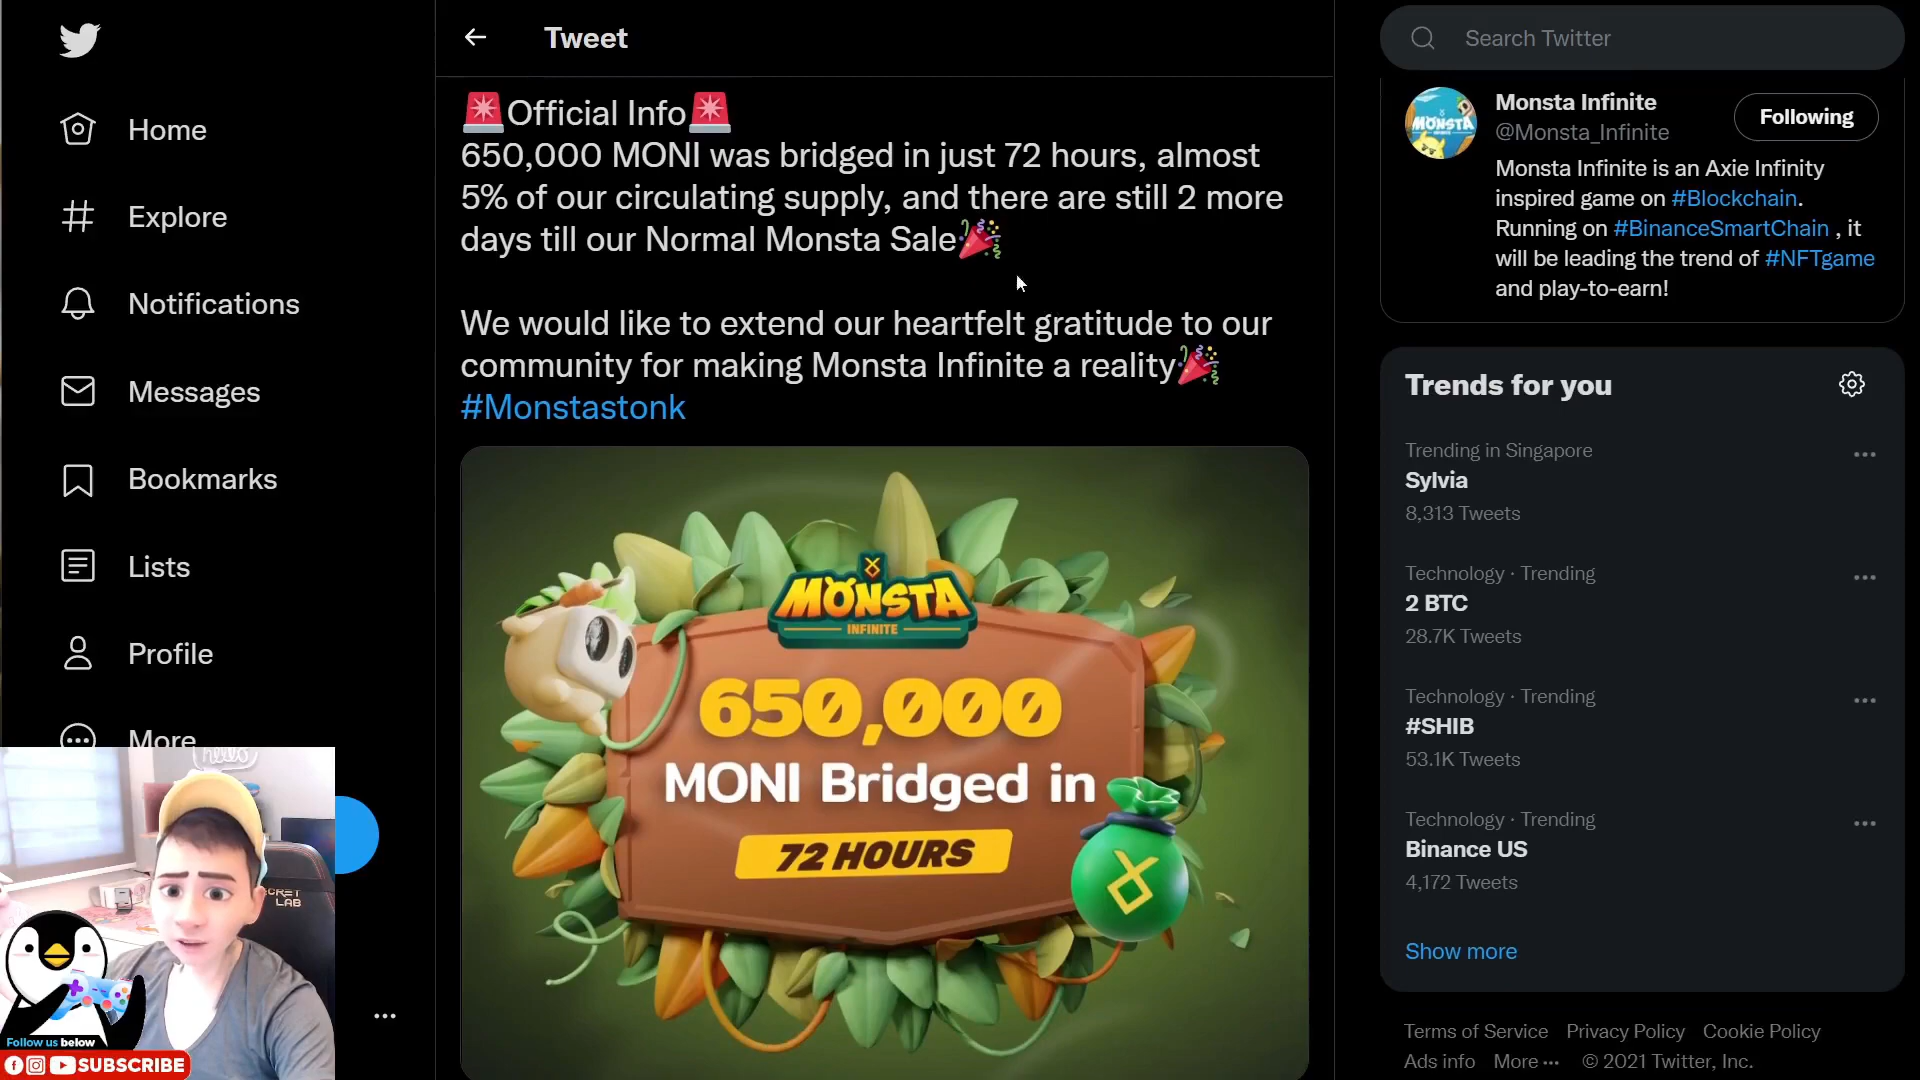 Home
Explore
Notifications
Messages
Bookmarks
Lists
Profile
More
Tweet
🚨Official Info🚨
650,000 MONI was bridged in just 72 hours, almost
5% of our circulating supply, and there are still 2 more
days till our Normal Monsta Sale🎉
We would like to extend our heartfelt gratitude to our
community for making Monsta Infinite a reality🎉
#Monstastonk
MONSTA
INFINITE
650,000
MONI Bridged in
72 HOURS
Search Twitter
MONSTA
Monsta Infinite
@Monsta_Infinite
Following
Monsta Infinite is an Axie Infinity
inspired game on #Blockchain.
Running on #BinanceSmartChain , it
will be leading the trend of #NFTgame
and play-to-earn!
Trends for you
Trending in Singapore
Sylvia
8,313 Tweets
Technology · Trending
2 BTC
28.7K Tweets
Technology · Trending
#SHIB
53.1K Tweets
Technology · Trending
Binance US
4,172 Tweets
Show more
Terms of Service Privacy Policy Cookie Policy
Ads info More ··· © 2021 Twitter, Inc.
hello
CRET
LAB
Follow us below
SUBSCRIBE